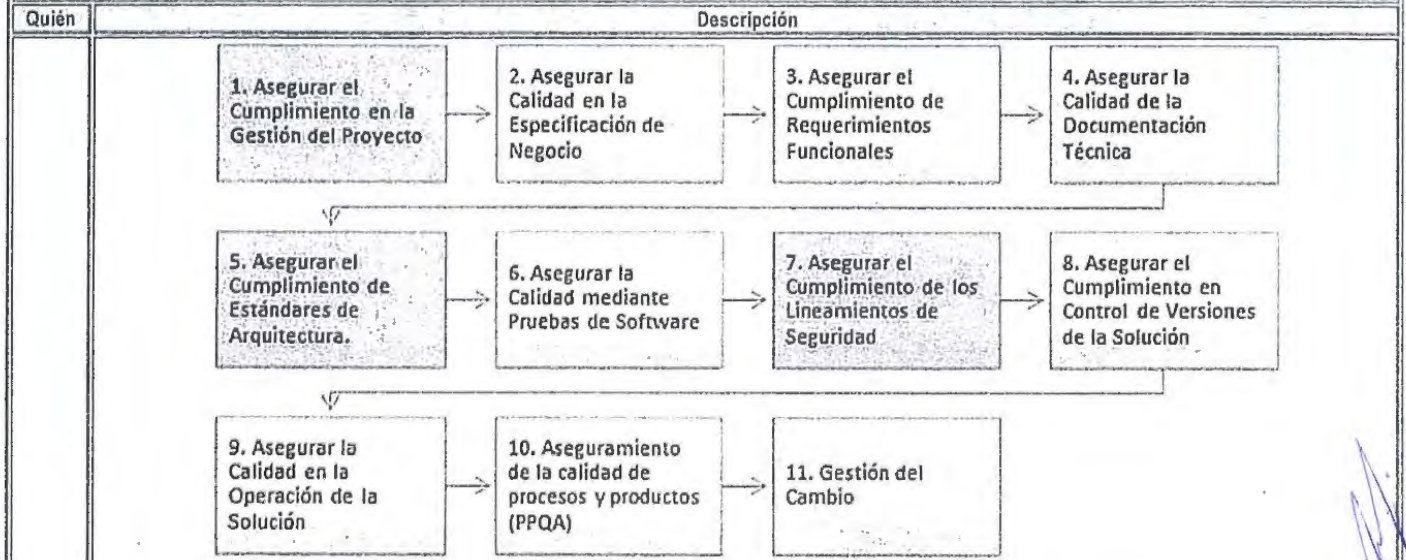 Quién
Descripción
1. Asegurar el
Cumplimiento en la
Gestión del Proyecto
2. Asegurar la
Calidad en la
Especificación de
Negocio
3. Asegurar el
Cumplimiento de
Requerimientos
Funcionales
4. Asegurar la
Calidad de la
Documentación
Técnica
5. Asegurar el
Cumplimiento de
Estándares de
Arquitectura.
6. Asegurar la
Calidad mediante
Pruebas de Software
7. Asegurar el
Cumplimiento de los
Lineamientos de
Seguridad
8. Asegurar el
Cumplimiento en
Control de Versiones
de la Solución
9. Asegurar la
Calidad en la
Operación de la
Solución
10. Aseguramiento
de la calidad de
procesos y productos
(PPQA)
11. Gestión del
Cambio